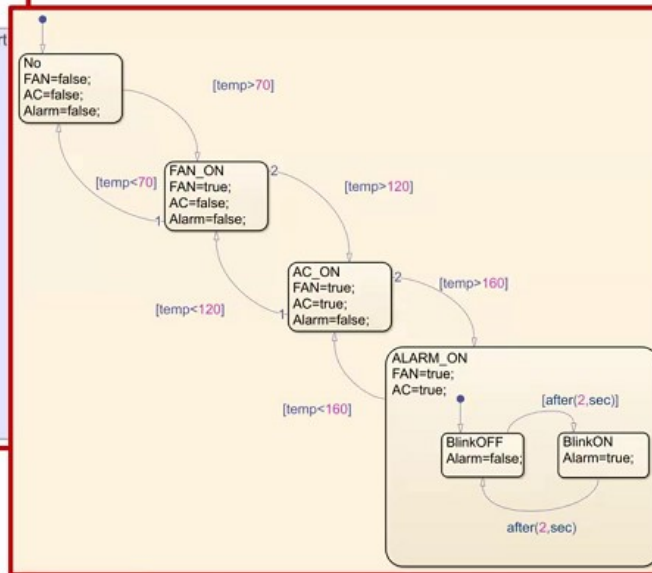 No
FAN=false;
AC=false;
Alarm=false;
[temp>70]
[temp<70]
FAN_ON
FAN=true;
AC=false;
Alarm=false;
1
2
[temp>120]
[temp<120]
AC_ON
FAN=true;
AC=true;
Alarm=false;
1
2
[temp>160]
[temp<160]
ALARM_ON
FAN=true;
AC=true;
[after(2,sec)]
BlinkOFF
Alarm=false;
BlinkON
Alarm=true;
after(2,sec)